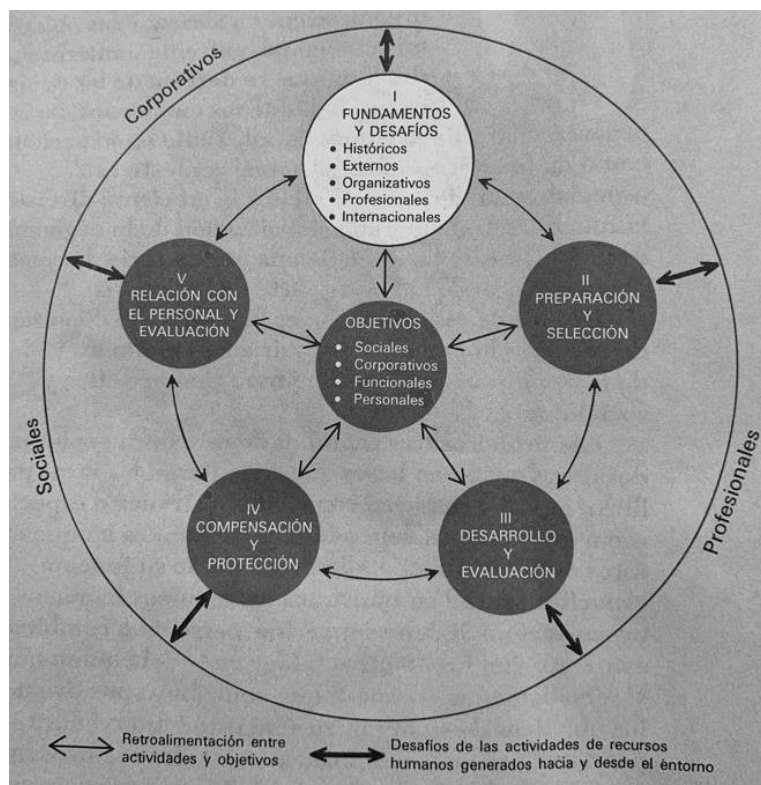 Corporativos
I
FUNDAMENTOS
Y DESAFÍOS
• Históricos
• Externos
• Organizativos
• Profesionales
• Internacionales
V
RELACIÓN CON
EL PERSONAL Y
EVALUACIÓN
II
PREPARACIÓN
Y
SELECCIÓN
OBJETIVOS
• Sociales
• Corporativos
• Funcionales
• Personales
Sociales
Profesionales
IV
COMPENSACIÓN
Y
PROTECCIÓN
III
DESARROLLO
Y
EVALUACIÓN
Retroalimentación entre
actividades y objetivos
Desafíos de las actividades de recursos
humanos generados hacia y desde el entorno